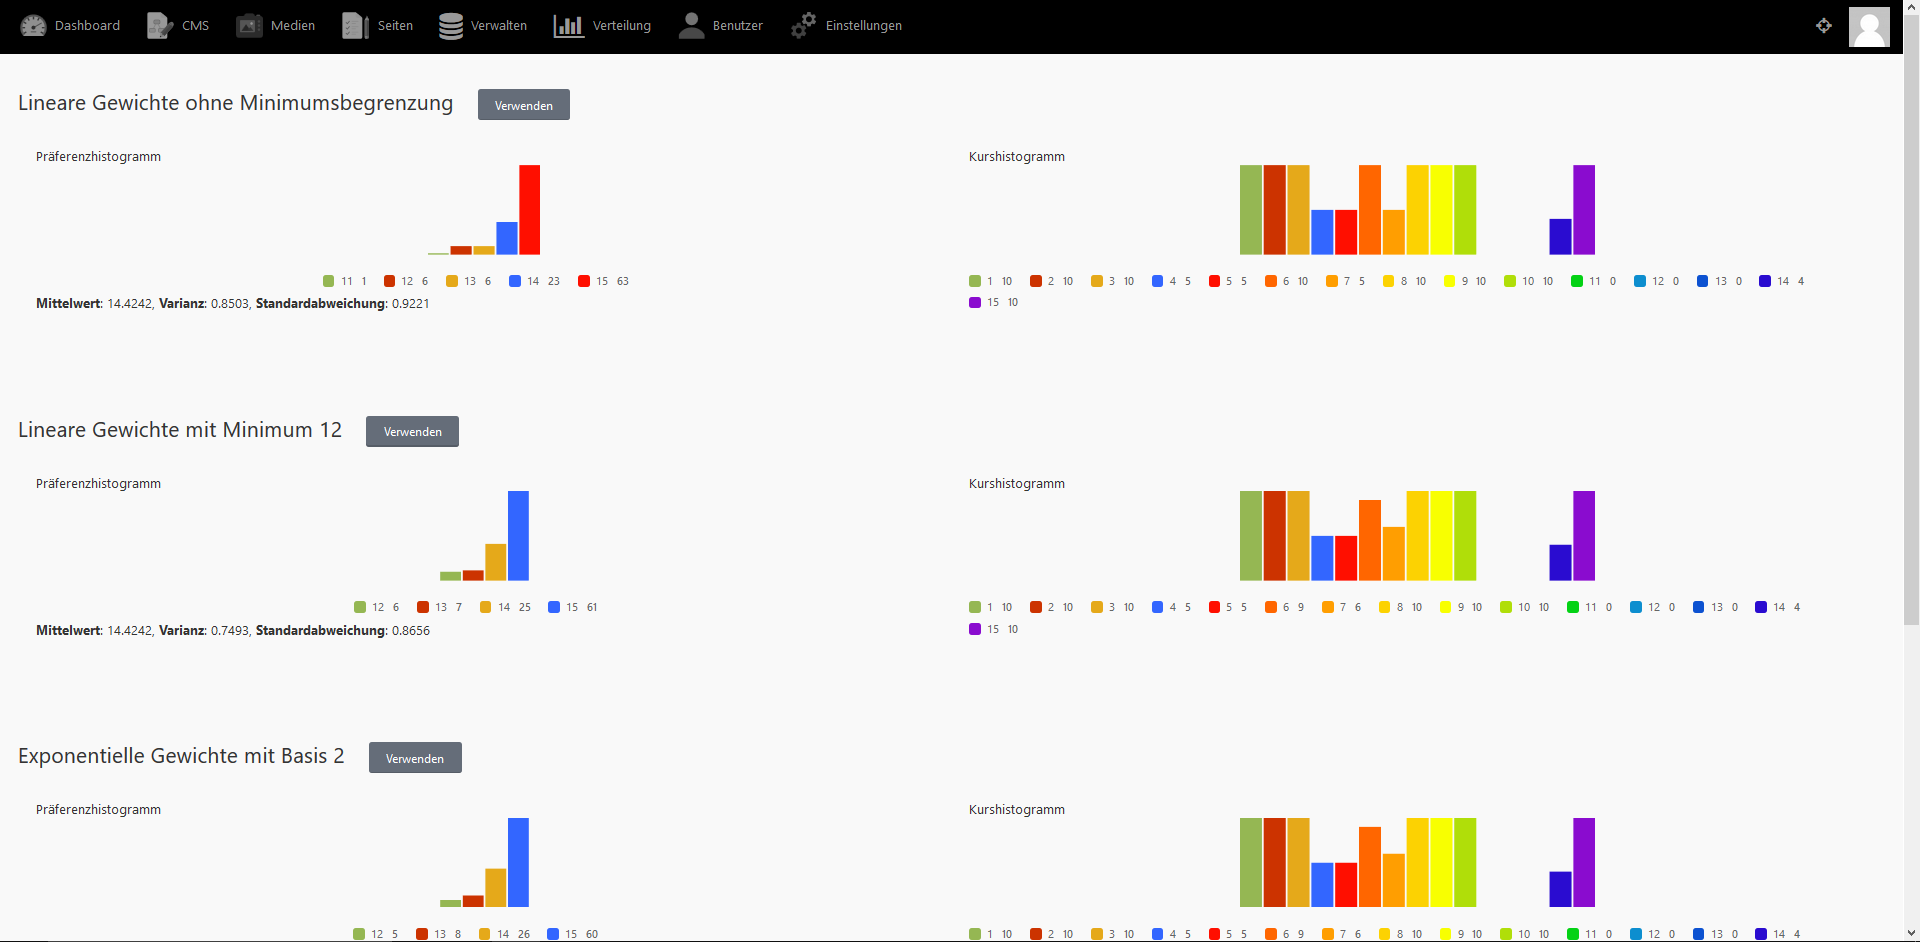 Dashboard CMS Medien Seiten Verwalten Verteilung Benutzer Einstellungen
Lineare Gewichte ohne Minimumsbegrenzung Verwenden
Präferenzhistogramm
11 1 12 6 13 6 14 23 15 63
Mittelwert: 14.4242, Varianz: 0.8503, Standardabweichung: 0.9221
Kurshistogramm
1 10 2 10 3 10 4 5 5 5 6 10 7 5 8 10 9 10 10 10 11 0 12 0 13 0 14 4
15 10
Lineare Gewichte mit Minimum 12 Verwenden
Präferenzhistogramm
12 6 13 7 14 25 15 61
Mittelwert: 14.4242, Varianz: 0.7493, Standardabweichung: 0.8656
Kurshistogramm
1 10 2 10 3 10 4 5 5 5 6 9 7 6 8 10 9 10 10 10 11 0 12 0 13 0 14 4
15 10
Exponentielle Gewichte mit Basis 2 Verwenden
Präferenzhistogramm
12 5 13 8 14 26 15 60
Kurshistogramm
1 10 2 10 3 10 4 5 5 5 6 9 7 6 8 10 9 10 10 10 11 0 12 0 13 0 14 4